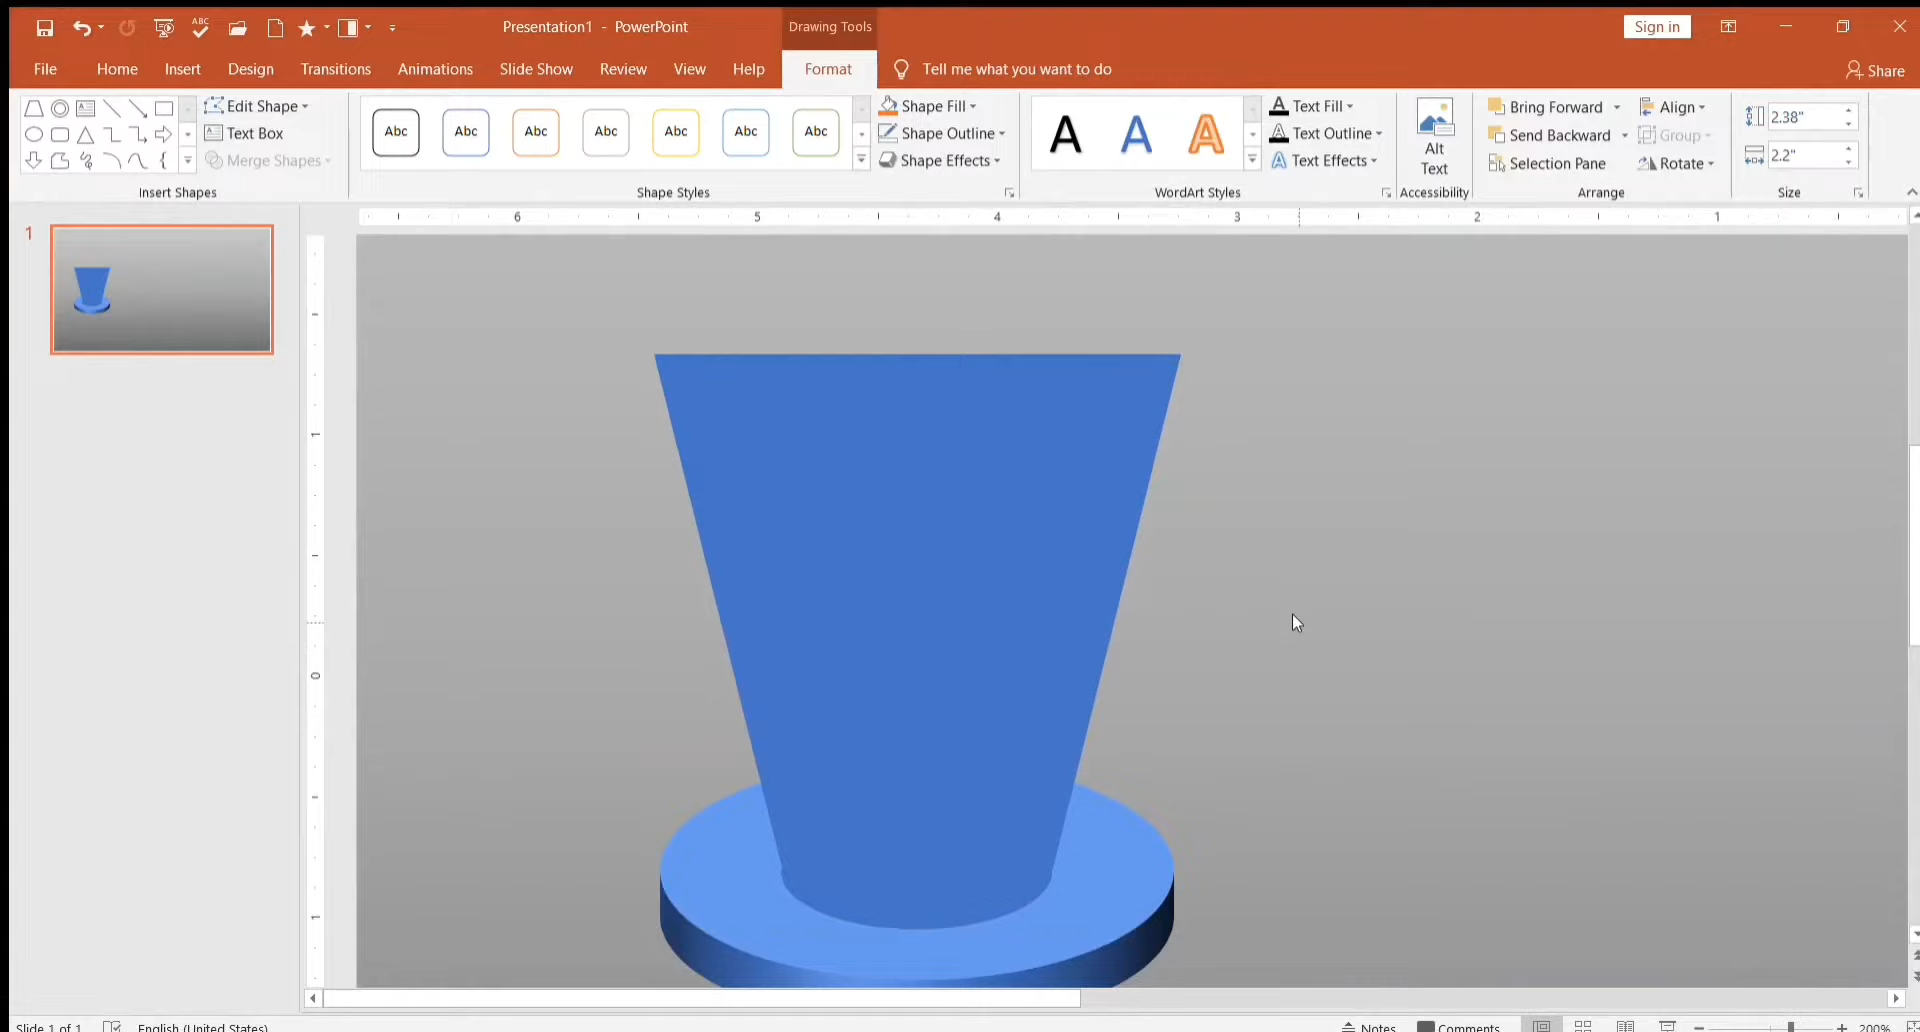 ABC
Presentation1 - PowerPoint
Drawing Tools
Sign in
File Home Insert Design Transitions Animations Slide Show Review View Help Format Tell me what you want to do
Share
Edit Shape
Text Box
Merge Shapes
Insert Shapes
Abc Abc Abc Abc Abc Abc Abc
Shape Fill
Shape Outline
Shape Effects
Shape Styles
A A A
Text Fill
Text Outline
Text Effects
WordArt Styles
Alt
Text
Accessibility
Bring Forward
Send Backward
Selection Pane
Align
Group
Rotate
Arrange
2.38"
2.2"
Size
6 5 4 3 2 1
1
1
0
1
Slide 1 of 1 English (United States)
Notes Comments 200%